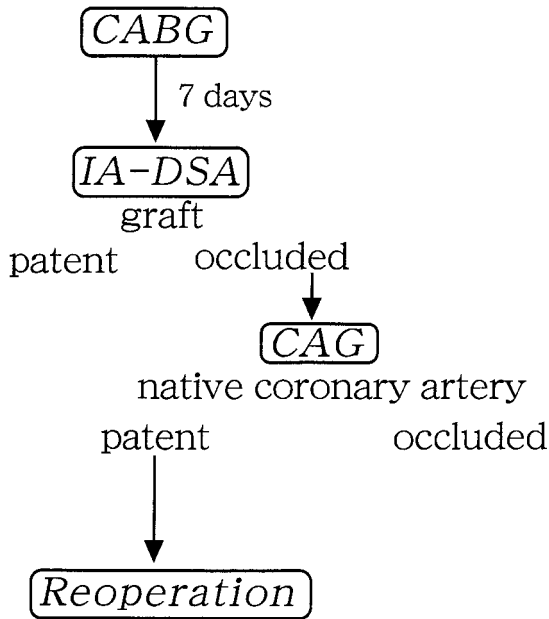 CABG
7 days
IA-DSA
graft
patent occluded
CAG
native coronary artery
patent occluded
Reoperation